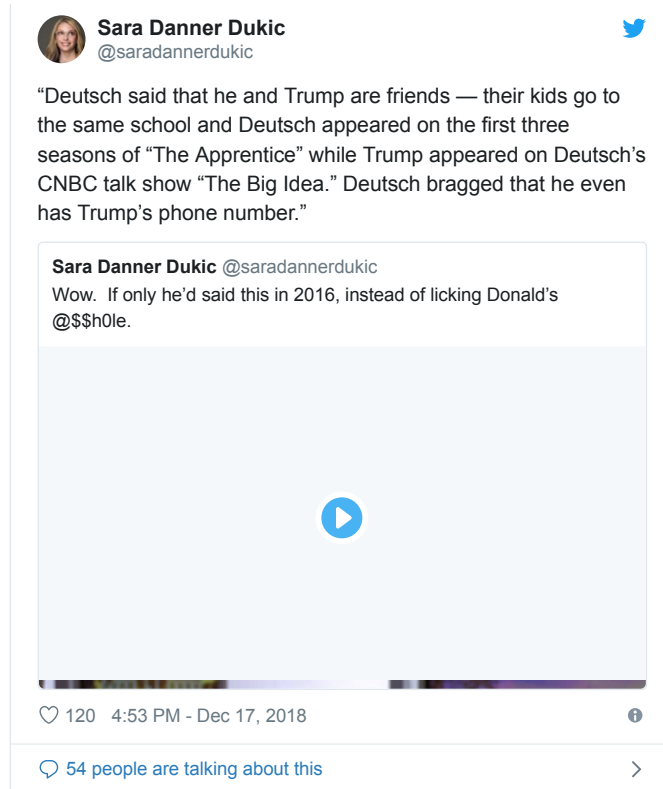 Sara Danner Dukic
@saradannerdukic
“Deutsch said that he and Trump are friends — their kids go to
the same school and Deutsch appeared on the first three
seasons of “The Apprentice” while Trump appeared on Deutsch’s
CNBC talk show “The Big Idea.” Deutsch bragged that he even
has Trump’s phone number.”
Sara Danner Dukic @saradannerdukic
Wow.  If only he’d said this in 2016, instead of licking Donald’s
@$$h0le.
120 4:53 PM - Dec 17, 2018
54 people are talking about this